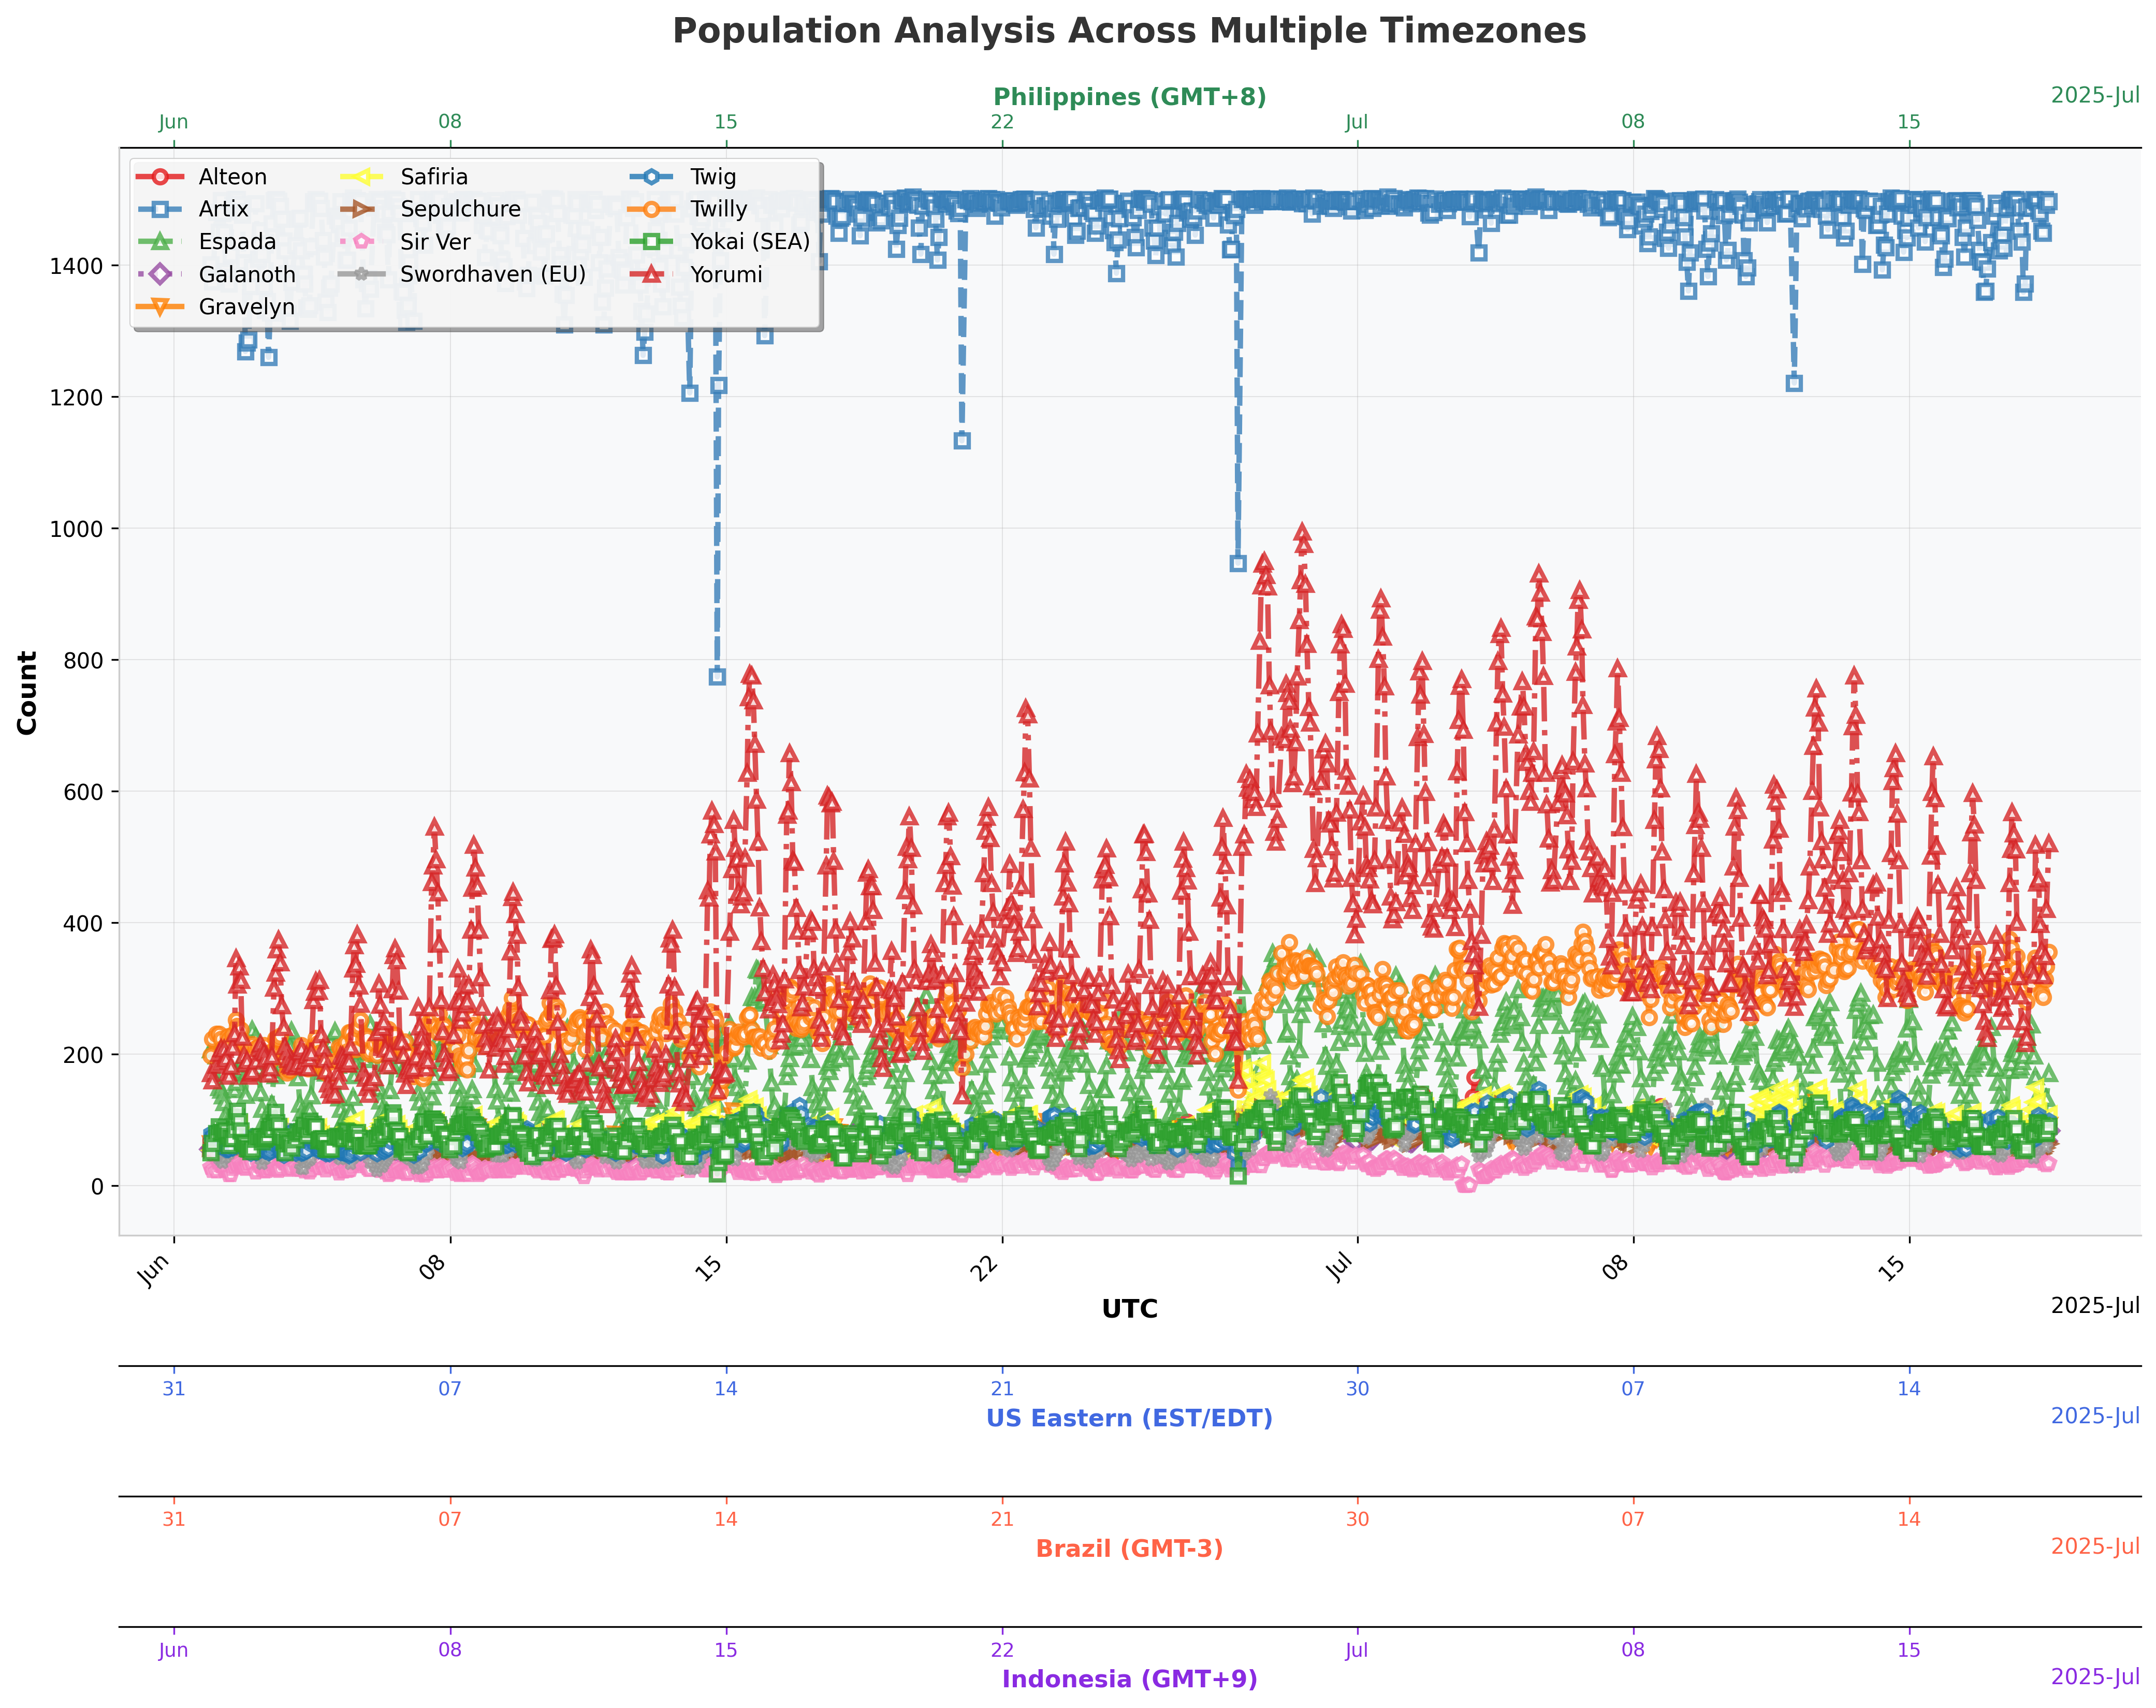 Population Analysis Across Multiple Timezones
Philippines (GMT+8)
2025-Jul
Jun 08 15 22 Jul 08 15
Alteon Safiria Twig
Artix Sepulchure Twilly
Espada Sir Ver Yokai (SEA)
Galanoth Swordhaven (EU) Yorumi
Gravelyn
1400
1200
1000
800
600
400
200
0
Count
Jun 08 15 22 Jul 08 15
UTC
2025-Jul
31 07 14 21 30 07 14
US Eastern (EST/EDT)
2025-Jul
31 07 14 21 30 07 14
Brazil (GMT-3)
2025-Jul
Jun 08 15 22 Jul 08 15
Indonesia (GMT+9)
2025-Jul